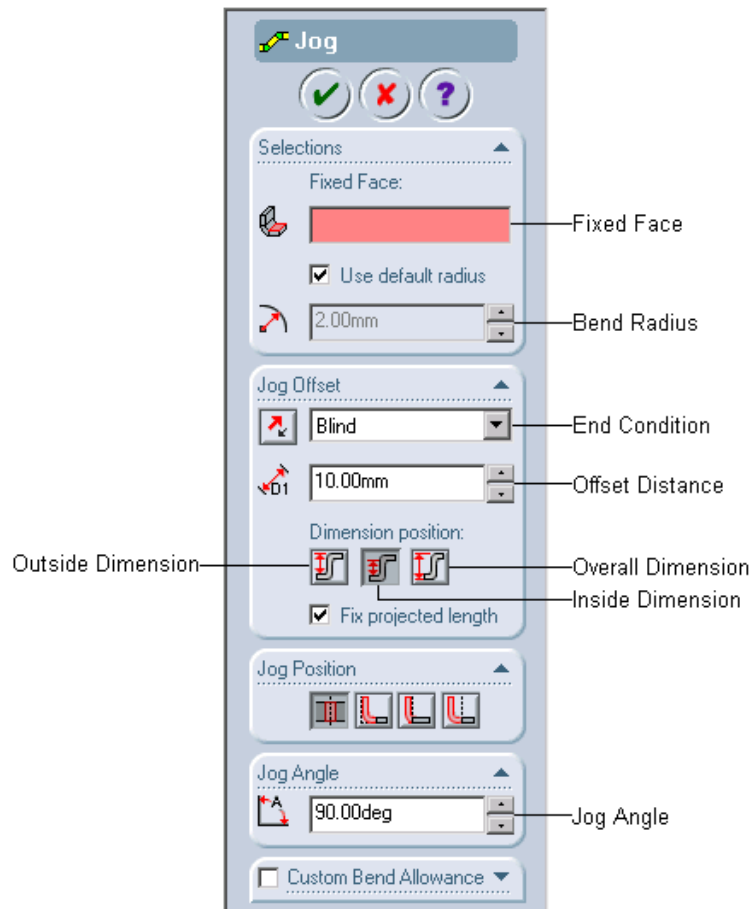 Jog
?
Selections
Fixed Face:
Fixed Face
Use default radius
2.00mm
Bend Radius
Jog Offset
Blind
End Condition
D1
10.00mm
Offset Distance
Dimension position:
Outside Dimension
Overall Dimension
Inside Dimension
Fix projected length
Jog Position
Jog Angle
A
90.00deg
Jog Angle
Custom Bend Allowance